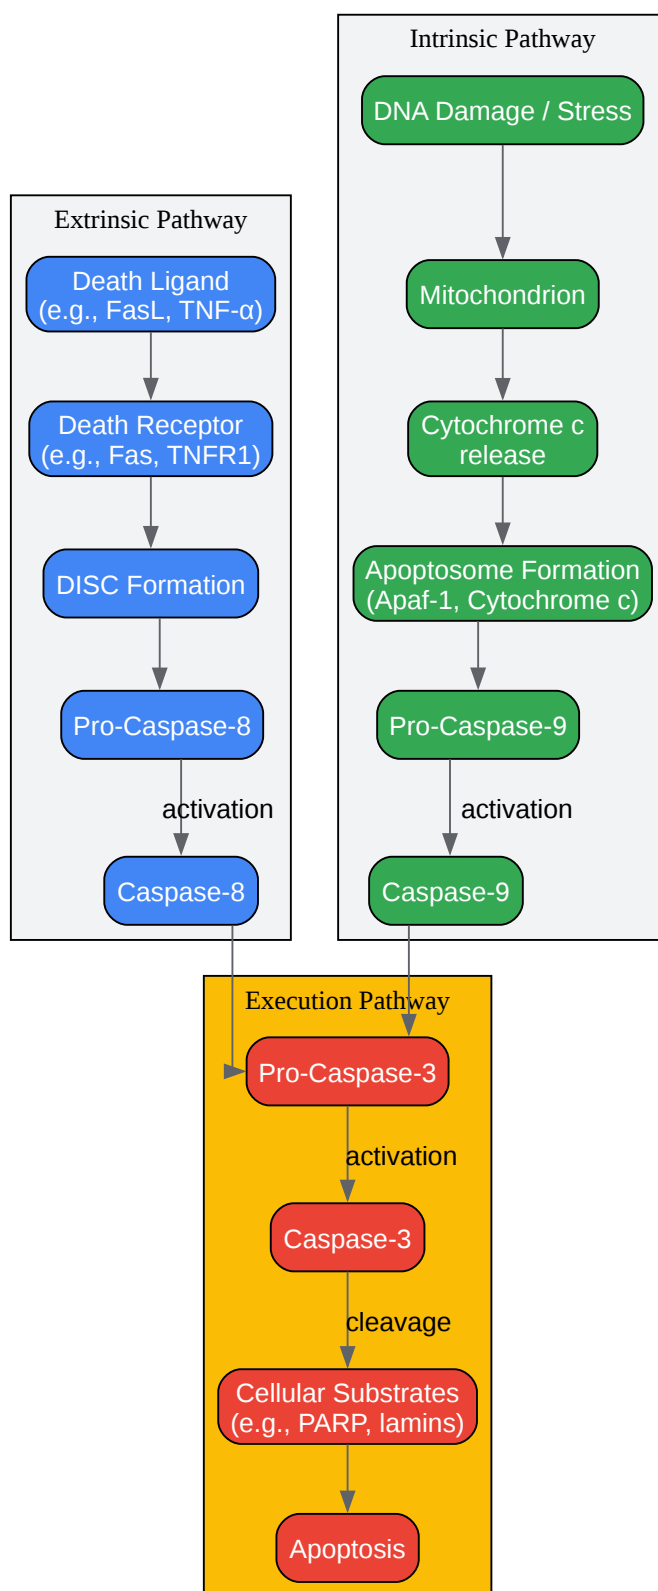 Intrinsic Pathway
DNA Damage / Stress
Mitochondrion
Cytochrome c
release
Apoptosome Formation
(Apaf-1, Cytochrome c)
Pro-Caspase-9
activation
Caspase-9
Extrinsic Pathway
Death Ligand
(e.g., FasL, TNF-α)
Death Receptor
(e.g., Fas, TNFR1)
DISC Formation
Pro-Caspase-8
activation
Caspase-8
Execution Pathway
Pro-Caspase-3
activation
Caspase-3
cleavage
Cellular Substrates
(e.g., PARP, lamins)
Apoptosis